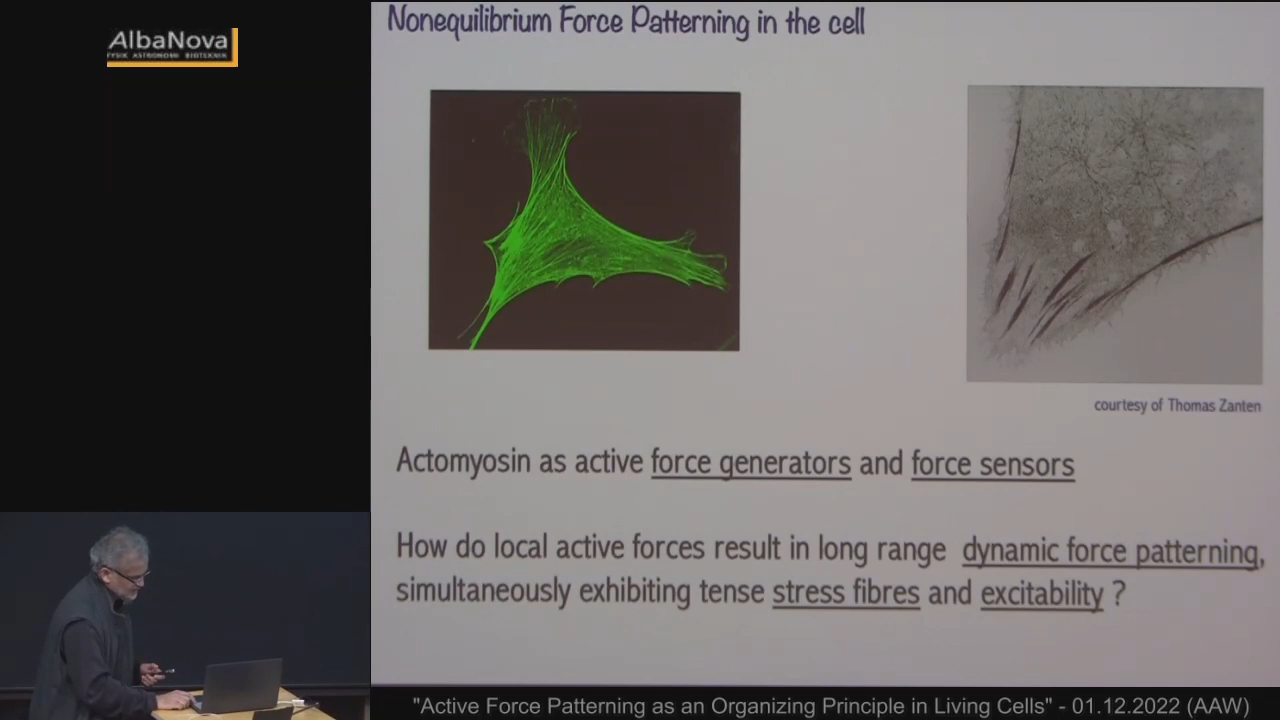 AlbaNova
FYSIK ASTRONOMI BIOTEKNIK
Nonequilibrium Force Patterning in the cell
courtesy of Thomas Zanten
Actomyosin as active force generators and force sensors
How do local active forces result in long range dynamic force patterning,
simultaneously exhibiting tense stress fibres and excitability ?
"Active Force Patterning as an Organizing Principle in Living Cells" - 01.12.2022 (AAW)